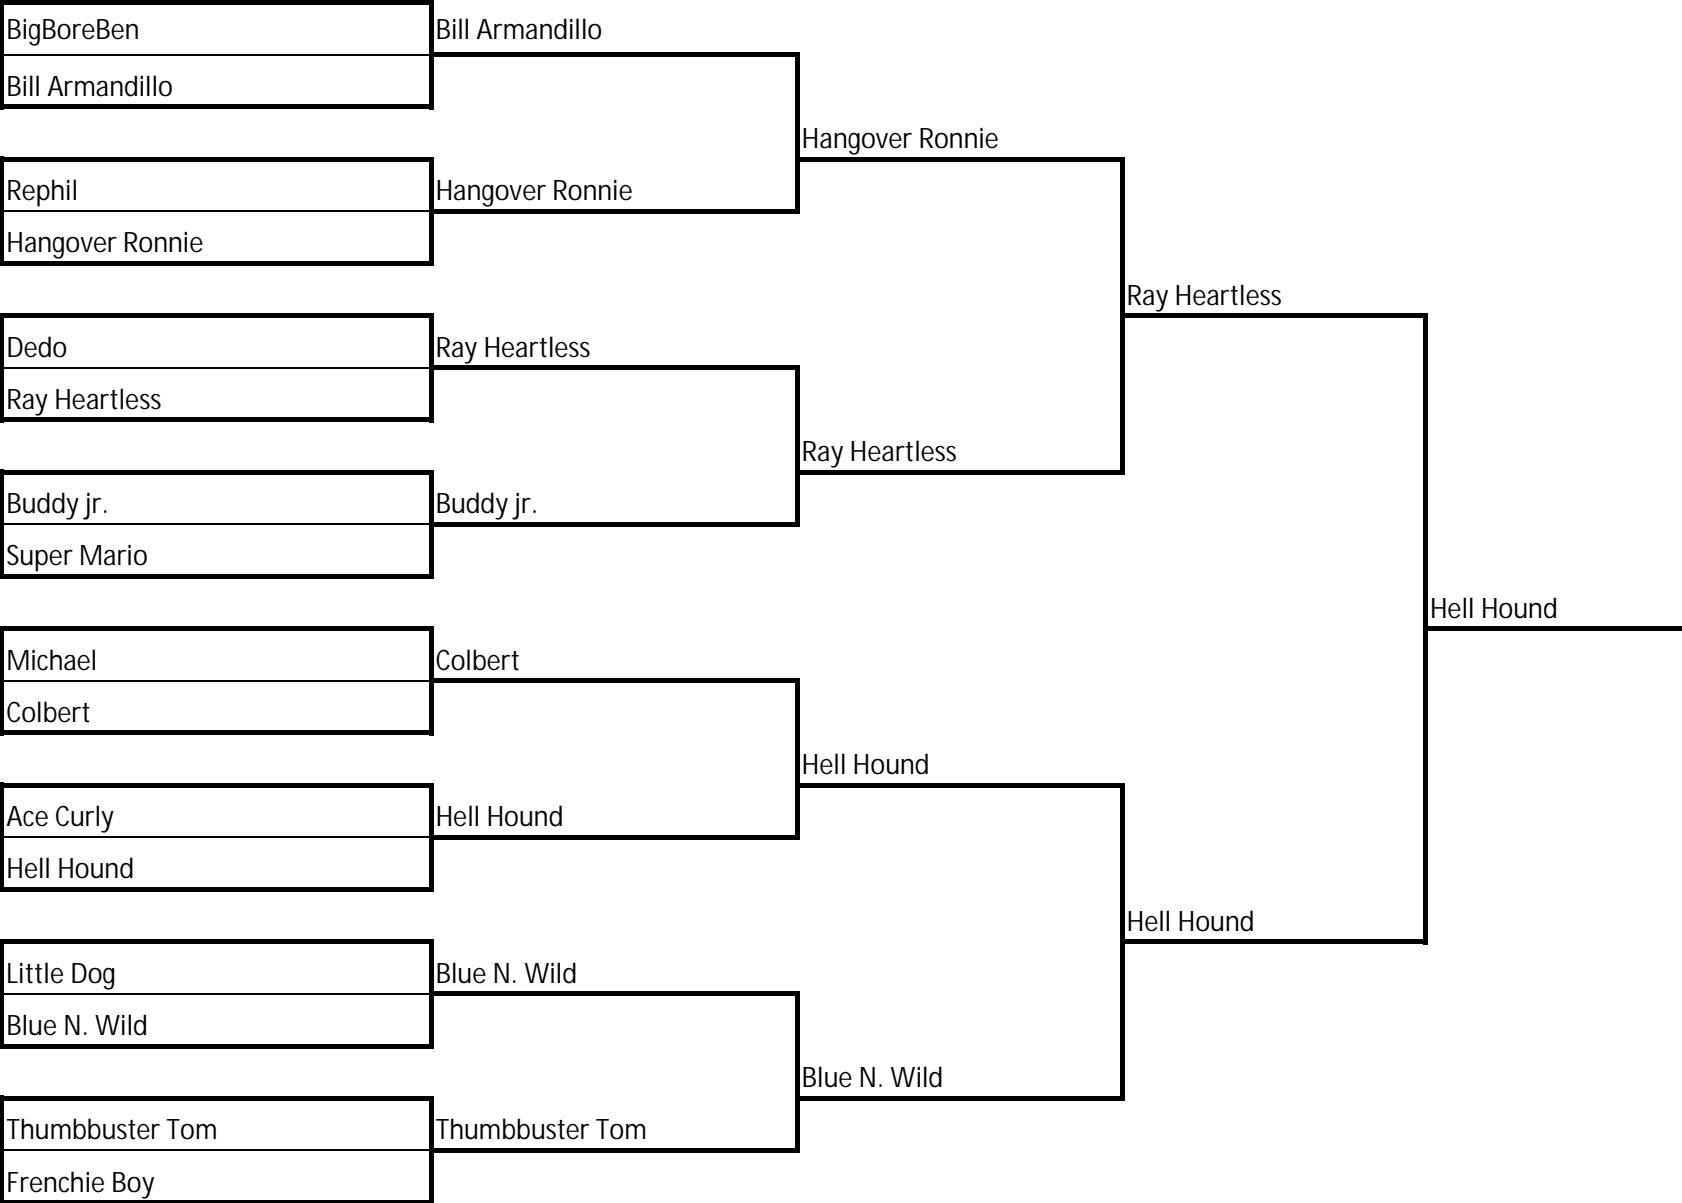 BigBoreBen
Bill Armandillo
Bill Armandillo
Hangover Ronnie
Rephil
Hangover Ronnie
Hangover Ronnie
Ray Heartless
Dedo
Ray Heartless
Ray Heartless
Ray Heartless
Buddy jr.
Buddy jr.
Super Mario
Hell Hound
Michael
Colbert
Colbert
Hell Hound
Ace Curly
Hell Hound
Hell Hound
Hell Hound
Little Dog
Blue N. Wild
Blue N. Wild
Blue N. Wild
Thumbbuster Tom
Thumbbuster Tom
Frenchie Boy